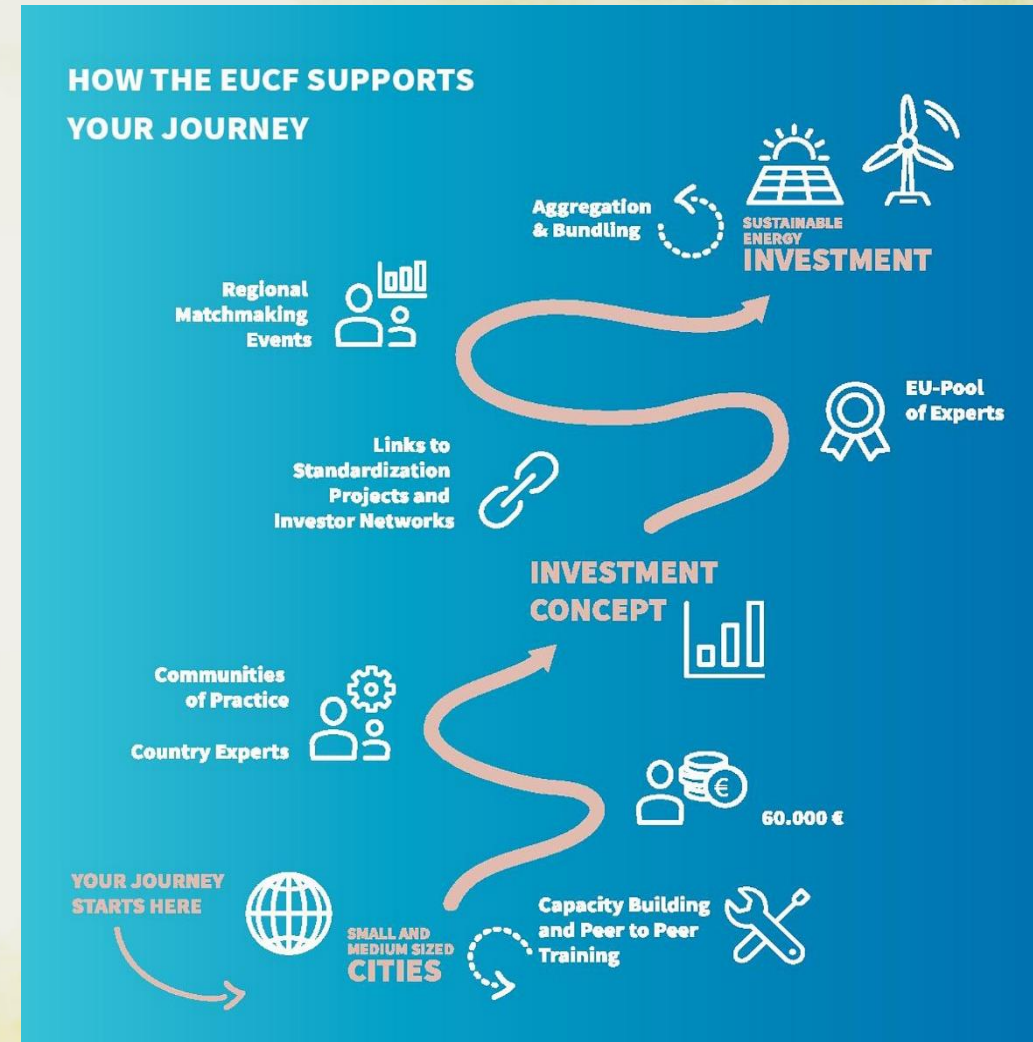 HOW THE EUCF SUPPORTS
YOUR JOURNEY
Aggregation
& Bundling
SUSTAINABLE
ENERGY
INVESTMENT
Regional
Matchmaking
Events
EU-Pool
of Experts
Links to
Standardization
Projects and
Investor Networks
INVESTMENT
CONCEPT
Communities
of Practice
Country Experts
€
60.000 €
YOUR JOURNEY
STARTS HERE
SMALL AND
MEDIUM SIZED
CITIES
Capacity Building
and Peer to Peer
Training